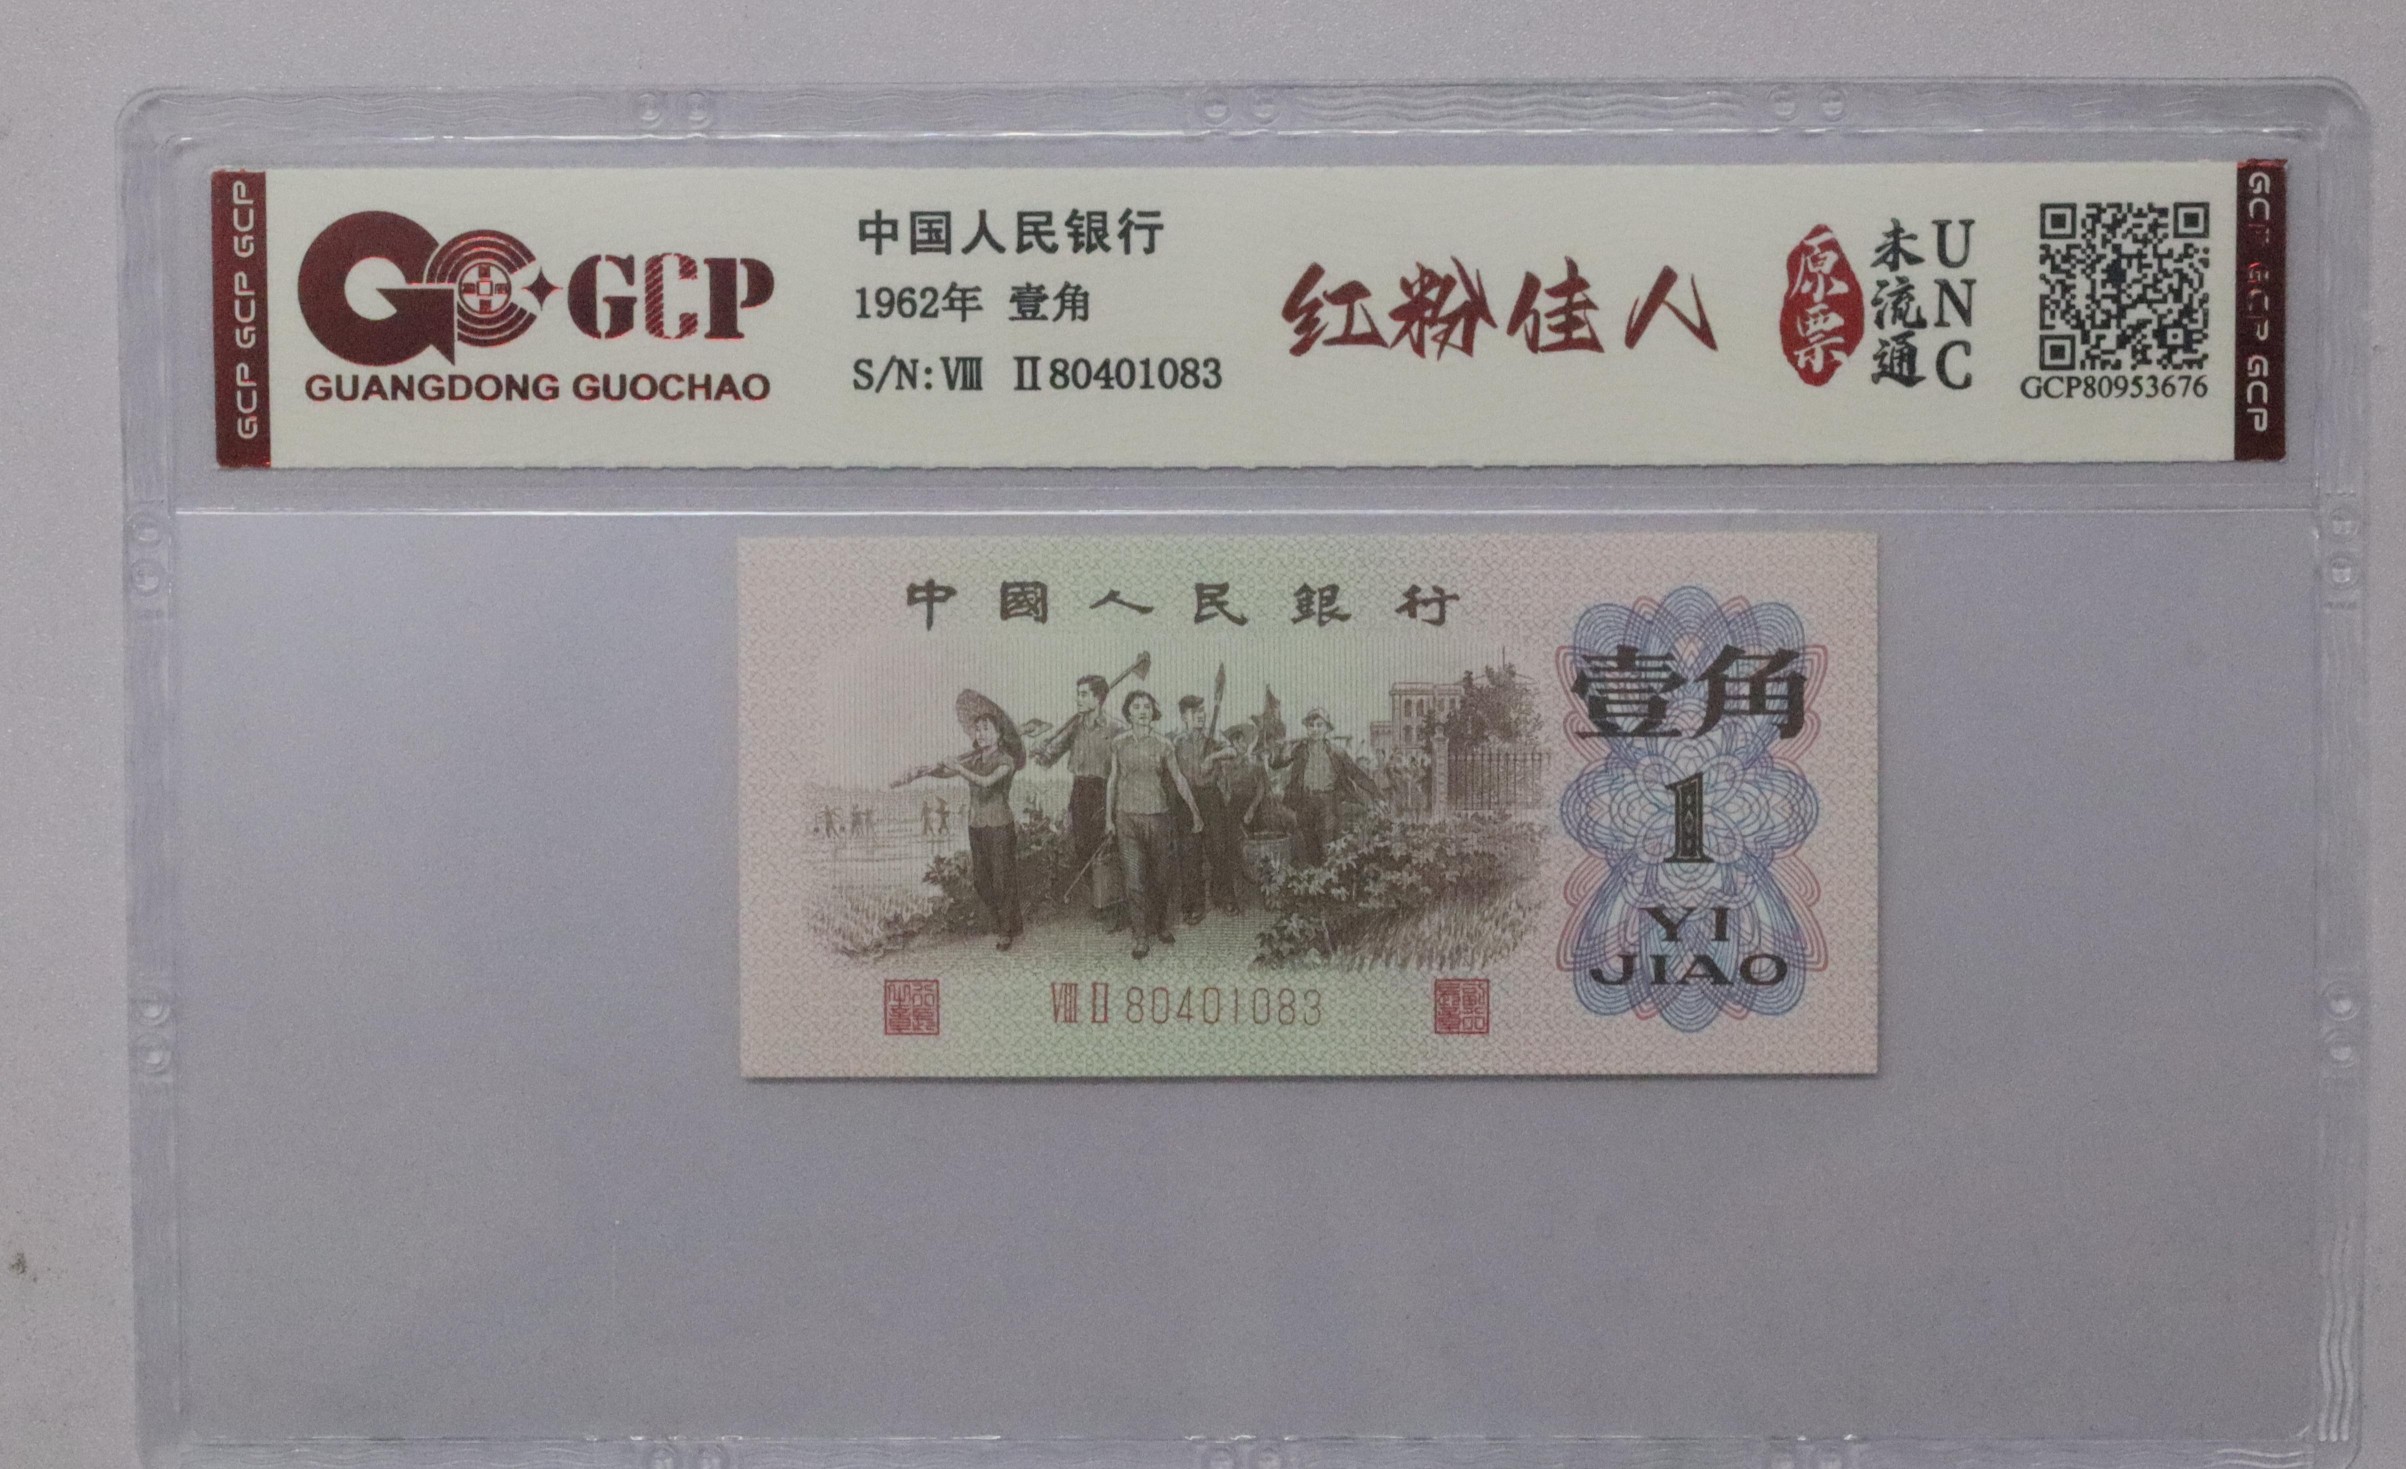 GCP GCP GCP
GCP
GUANGDONG GUOCHAO
中国人民银行
1962年 壹角
S/N: Ⅷ Ⅱ80401083
红粉佳人
原票
未流通
UNC
GCP80953676
GCP GCP GCP
中國人民銀行
壹角
1
YI
JIAO
Ⅷ Ⅱ 80401083